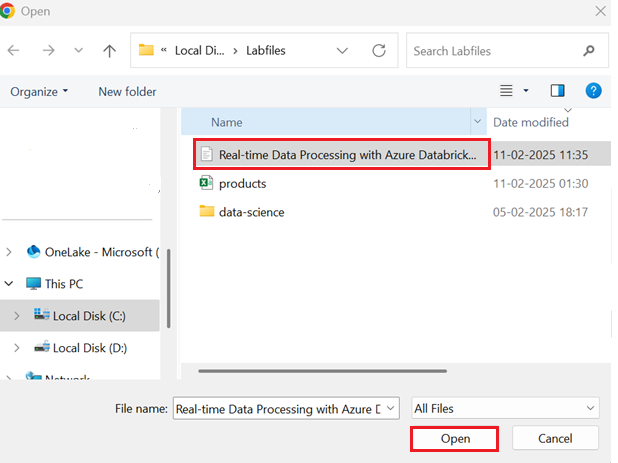 Open
« Local Di... › Labfiles
Search Labfiles
Organize
New folder
Name
Date modified
Real-time Data Processing with Azure Databrick...
11-02-2025 11:35
products
11-02-2025 01:30
data-science
05-02-2025 18:17
OneLake - Microsoft (
This PC
Local Disk (C:)
Local Disk (D:)
Network
File name:
Real-time Data Processing with Azure D
All Files
Open
Cancel